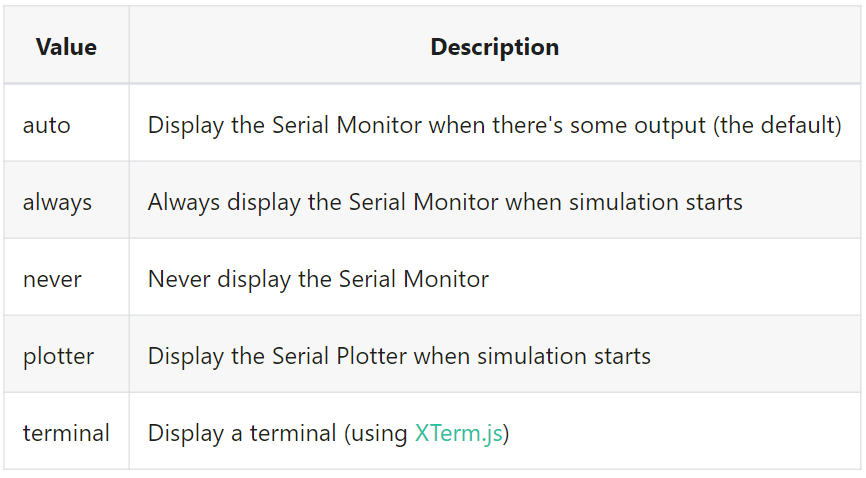 Value Description
auto Display the Serial Monitor when there's some output (the default)
always Always display the Serial Monitor when simulation starts
never Never display the Serial Monitor
plotter Display the Serial Plotter when simulation starts
terminal Display a terminal (using XTerm.js)